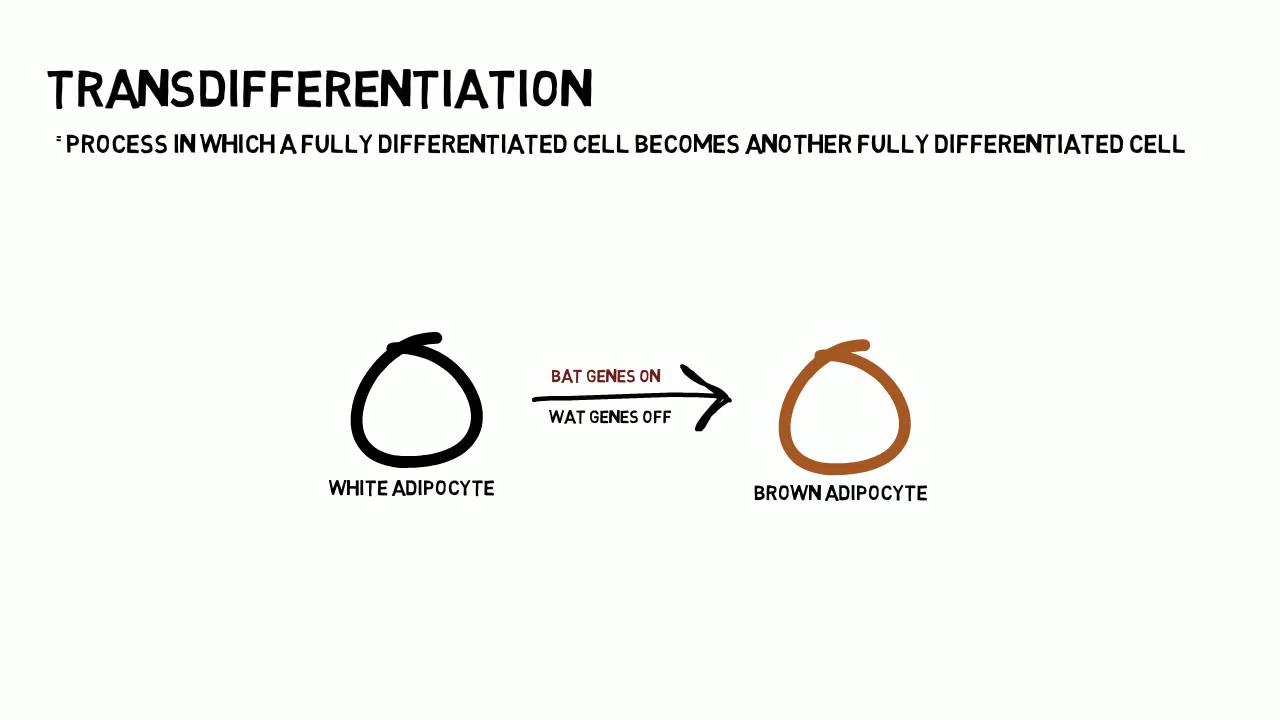 TRANSDIFFERENTIATION
* PROCESS IN WHICH A FULLY DIFFERENTIATED CELL BECOMES ANOTHER FULLY DIFFERENTIATED CELL
BAT GENES ON
WAT GENES OFF
WHITE ADIPOCYTE
BROWN ADIPOCYTE